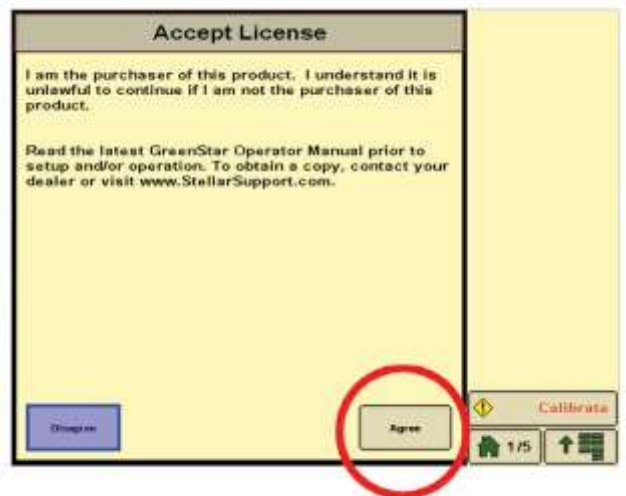 Accept License
I am the purchaser of this product. I understand it is
unlawful to continue if I am not the purchaser of this
product.
Read the latest GreenStar Operator Manual prior to
setup and/or operation. To obtain a copy, contact your
dealer or visit www.StellarSupport.com.
Disagree
Agree
Calibrate
1/5